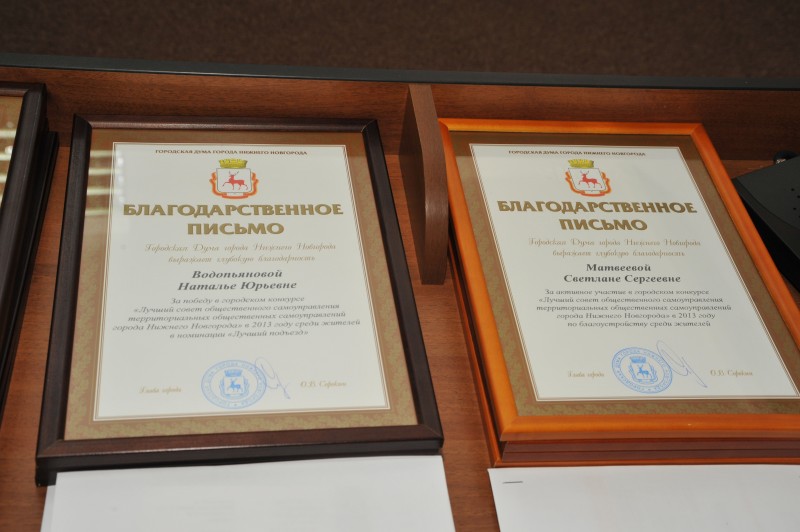 ГОРОДСКАЯ ДУМА ГОРОДА НИЖНЕГО НОВГОРОДА
БЛАГОДАРСТВЕННОЕ
ПИСЬМО
Городская Дума города Нижнего Новгорода
выражает глубокую благодарность
Водопьяновой
Наталье Юрьевне
За победу в городском конкурсе
«Лучший совет общественного самоуправления
территориальных общественных самоуправлений
города Нижнего Новгорода» в 2013 году среди жителей
в номинации «Лучший подъезд»
Глава города
О.В. Сорокин
ГОРОДСКАЯ ДУМА ГОРОДА НИЖНЕГО НОВГОРОДА
БЛАГОДАРСТВЕННОЕ
ПИСЬМО
Городская Дума города Нижнего Новгорода
выражает глубокую благодарность
Матвеевой
Светлане Сергеевне
За активное участие в городском конкурсе
«Лучший совет общественного самоуправления
территориальных общественных самоуправлений
города Нижнего Новгорода» в 2013 году
по благоустройству среди жителей
Глава города
О.В. Сорокин